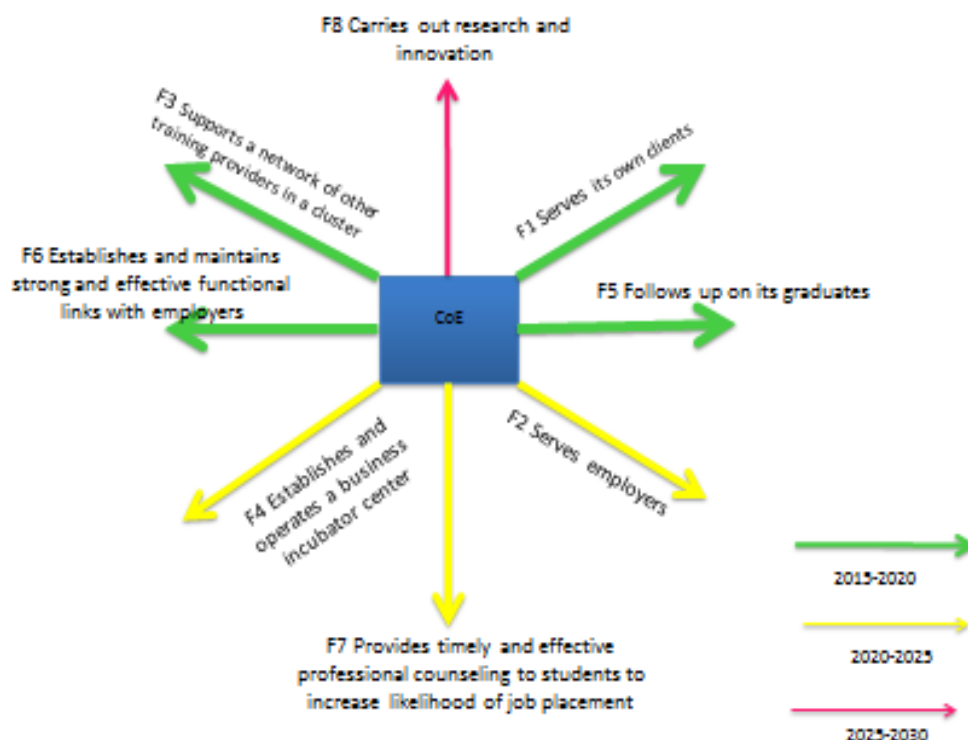 F8 Carries out research and
innovation
F3 Supports a network of other
training providers in a cluster
F1 Serves its own clients
F6 Establishes and maintains
strong and effective functional
links with employers
CoE
F5 Follows up on its graduates
F4 Establishes and
operates a business
incubator center
F2 Serves employers
F7 Provides timely and effective
professional counseling to students to
increase likelihood of job placement
2015-2020
2020-2025
2025-2030